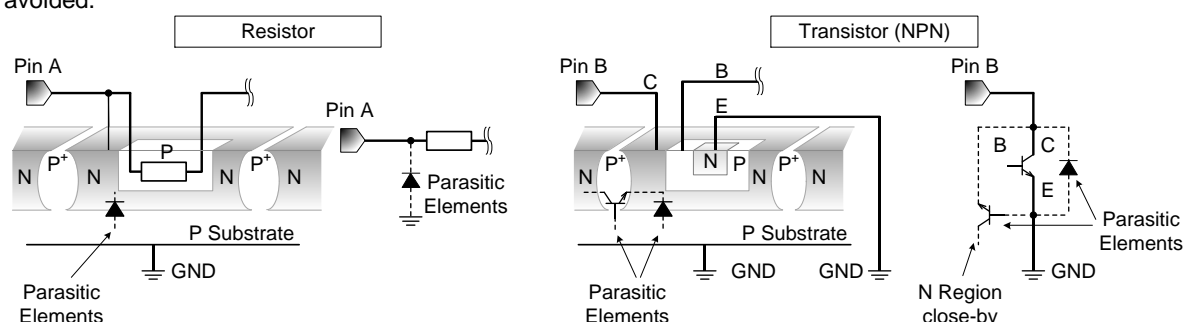 avoided.
Resistor
Transistor (NPN)
Pin A
Pin A
P
N
P+
N
N
P+
N
Parasitic
Elements
P Substrate
GND
Parasitic
Elements
Pin B
C
B
E
N
P+
N
N
P
N
P+
N
P Substrate
GND
GND
Parasitic
Elements
Pin B
B
C
E
Parasitic
Elements
GND
N Region
close-by